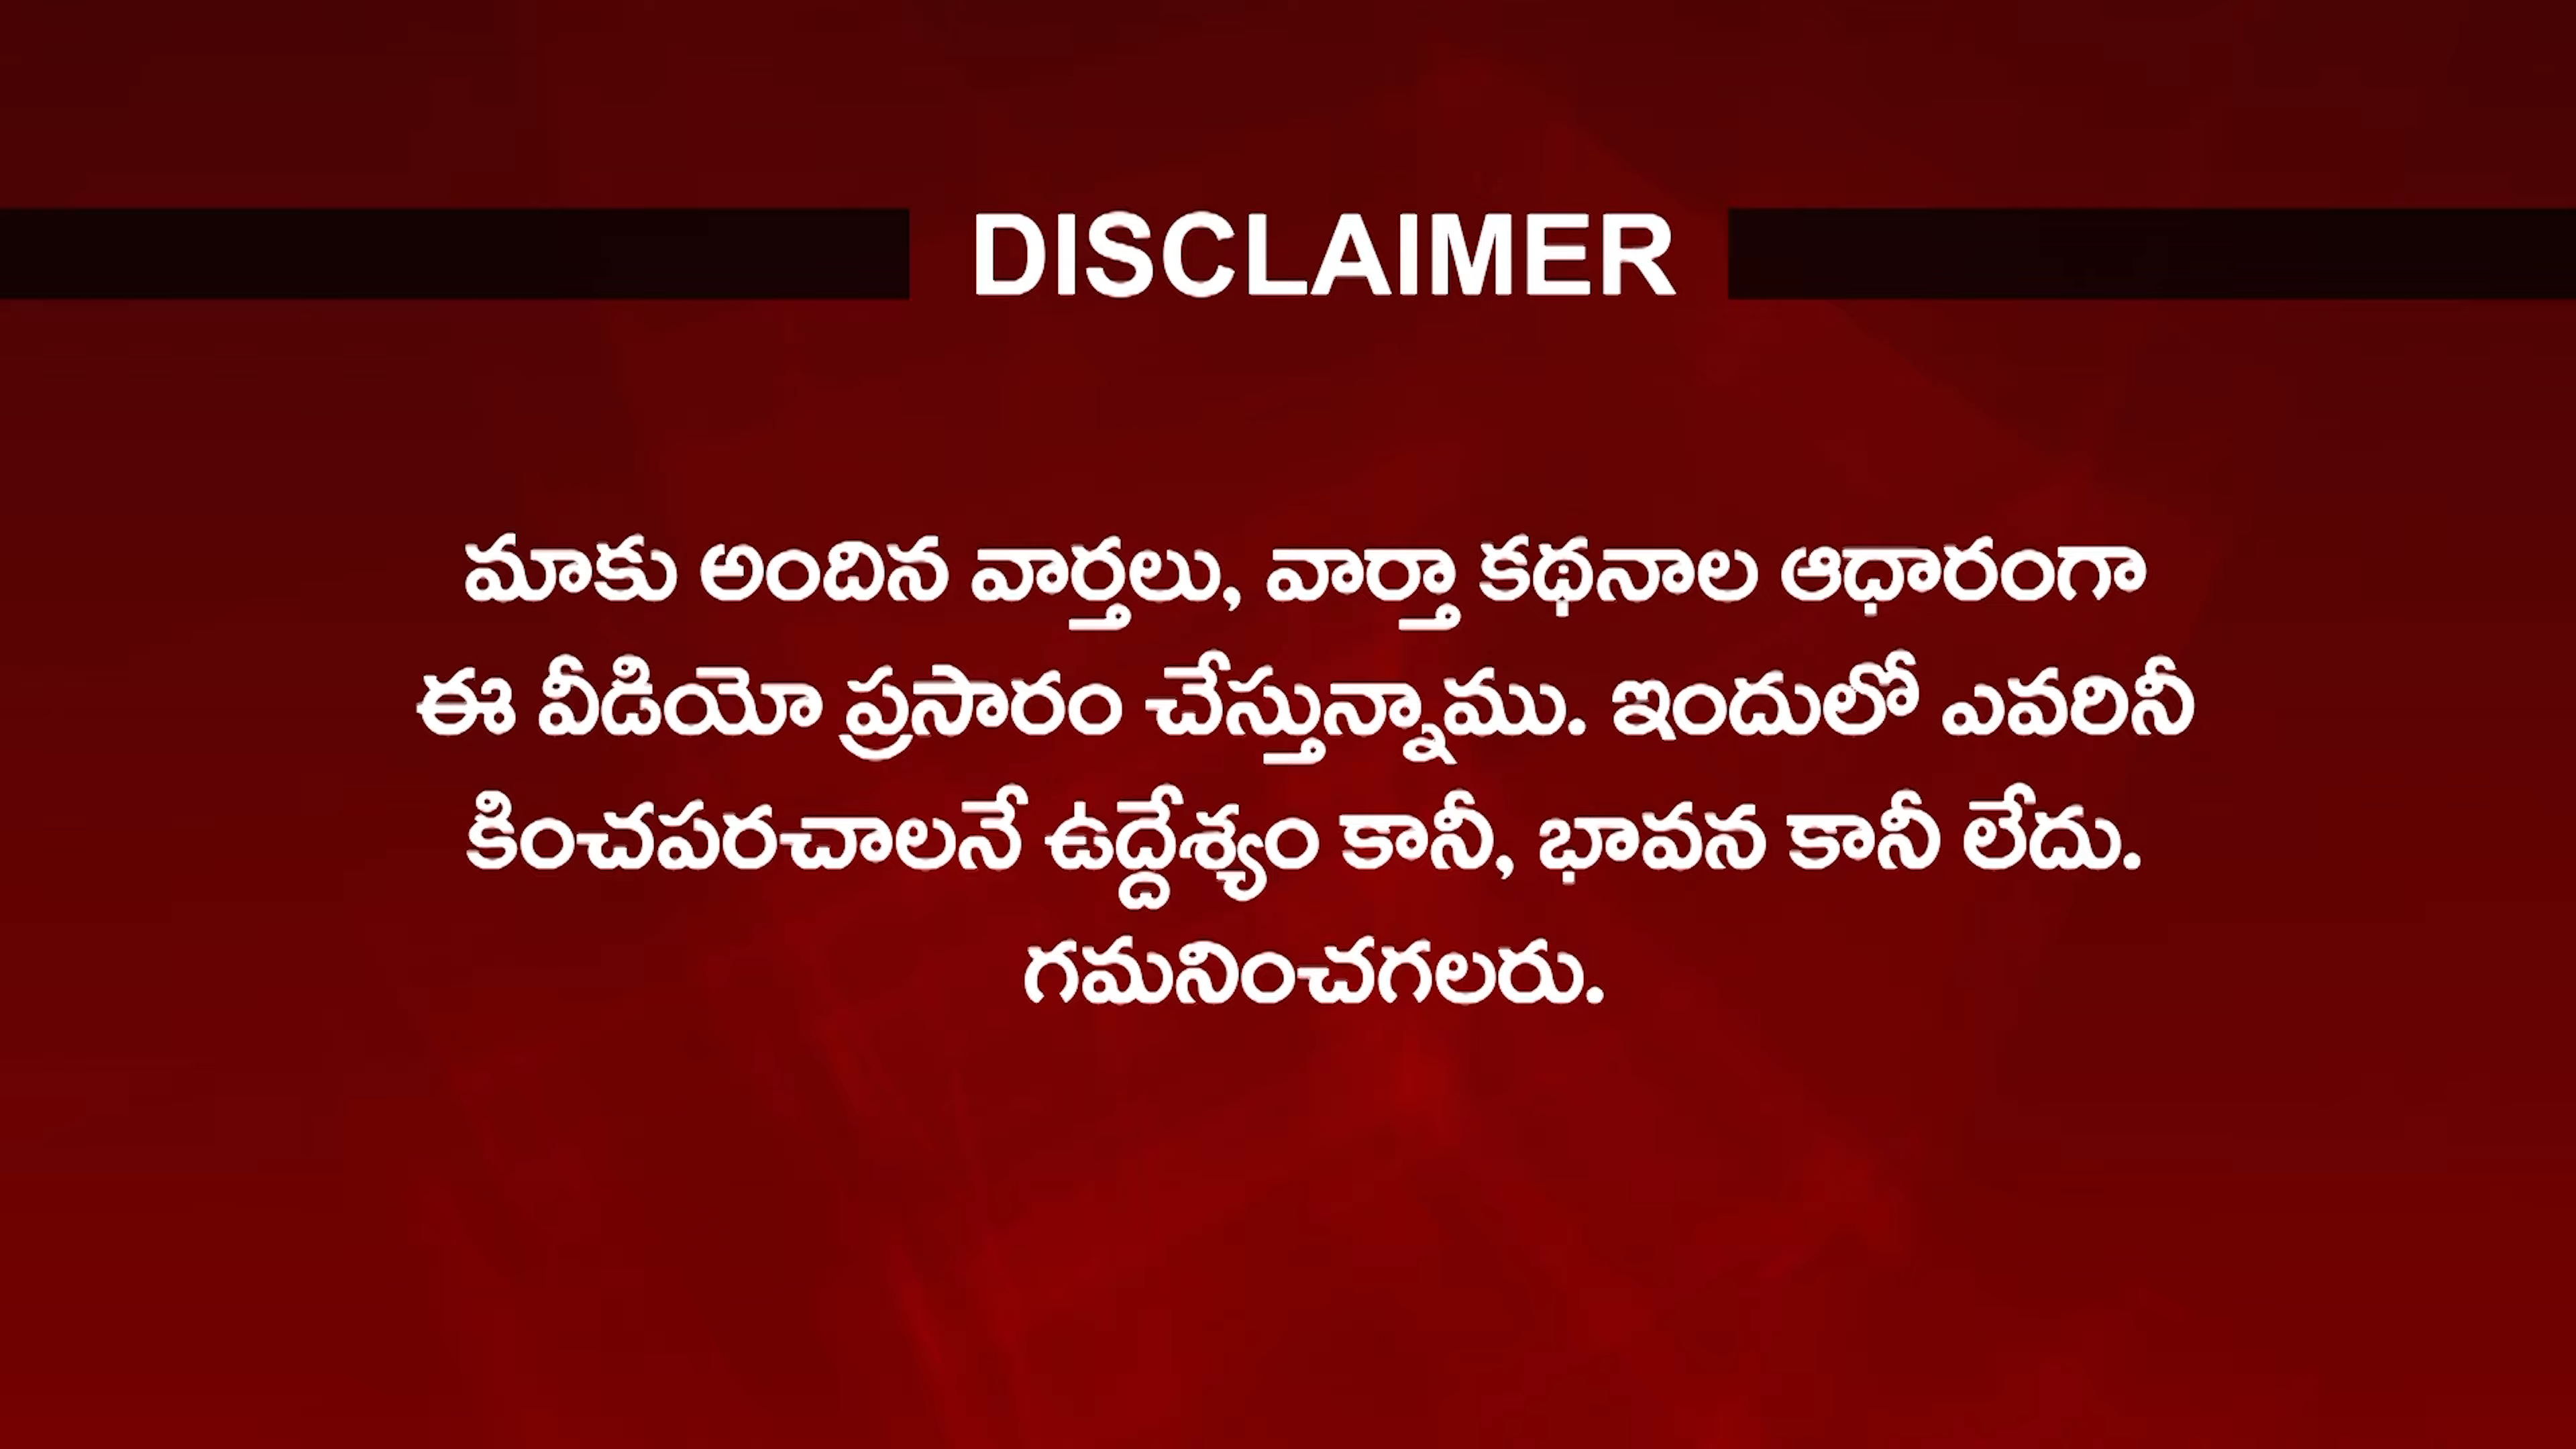 DISCLAIMER
మాకు అందిన వార్తలు, వార్తా కథనాల ఆధారంగా
ఈ వీడియో ప్రసారం చేస్తున్నాము. ఇందులో ఎవరినీ
కించపరచాలనే ఉద్దేశ్యం కానీ, భావన కానీ లేదు.
గమనించగలరు.